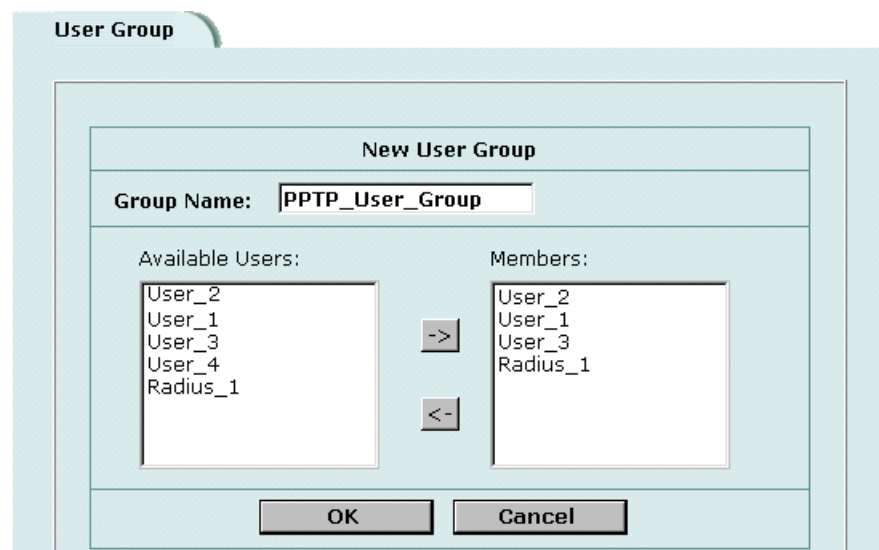 User Group
New User Group
Group Name: PPTP_User_Group
Available Users:
User_2
User_1
User_3
User_4
Radius_1
->
<-
Members:
User_2
User_1
User_3
Radius_1
OK
Cancel